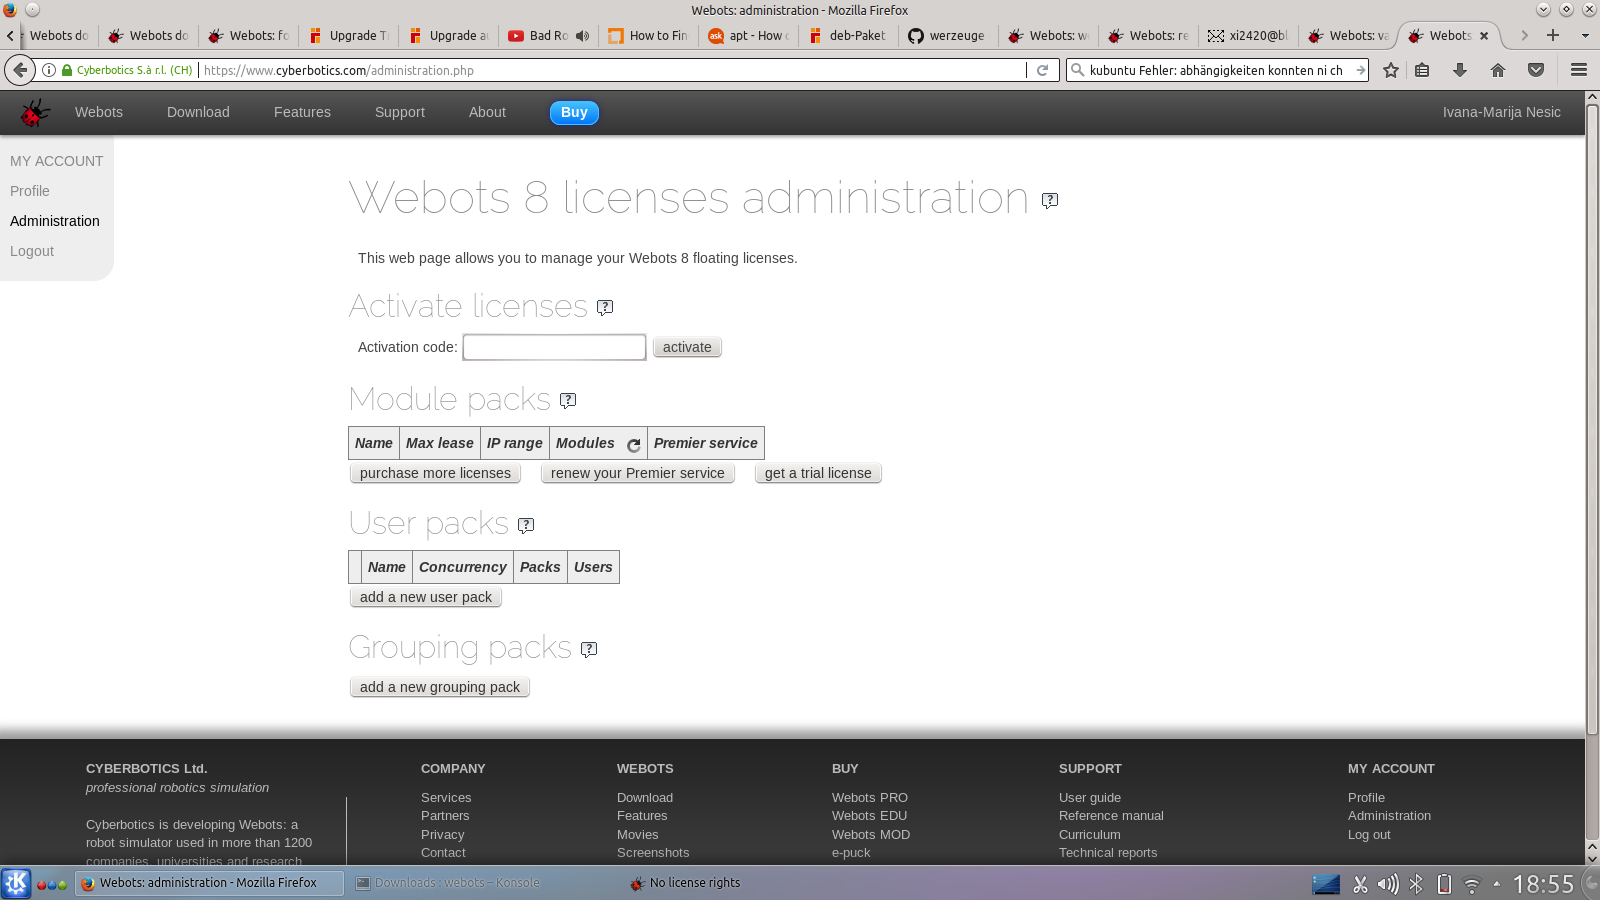 Webots: administration - Mozilla Firefox
Webots do
Webots do
Webots: fo
Upgrade T
Upgrade au
Bad Ro
How to Fin
apt - How
deb-Paket
werzeuge
Webots: w
Webots: re
xi2420@bl
Webots: va
Webots
Cyberbotics S.à r.l. (CH)
https://www.cyberbotics.com/administration.php
kubuntu Fehler: abhängigkeiten konnten ni ch
Webots
Download
Features
Support
About
Buy
Ivana-Marija Nesic
MY ACCOUNT
Profile
Administration
Logout
Webots 8 licenses administration
This web page allows you to manage your Webots 8 floating licenses.
Activate licenses
Activation code:
activate
Module packs
Name Max lease IP range Modules Premier service
purchase more licenses
renew your Premier service
get a trial license
User packs
Name Concurrency Packs Users
add a new user pack
Grouping packs
add a new grouping pack
CYBERBOTICS Ltd.
professional robotics simulation
Cyberbotics is developing Webots: a
robot simulator used in more than 1200
companies, universities and research
COMPANY
Services
Partners
Privacy
Contact
WEBOTS
Download
Features
Movies
Screenshots
BUY
Webots PRO
Webots EDU
Webots MOD
e-puck
SUPPORT
User guide
Reference manual
Curriculum
Technical reports
MY ACCOUNT
Profile
Administration
Log out
Webots: administration - Mozilla Firefox
Downloads : webots – Konsole
No license rights
18:55